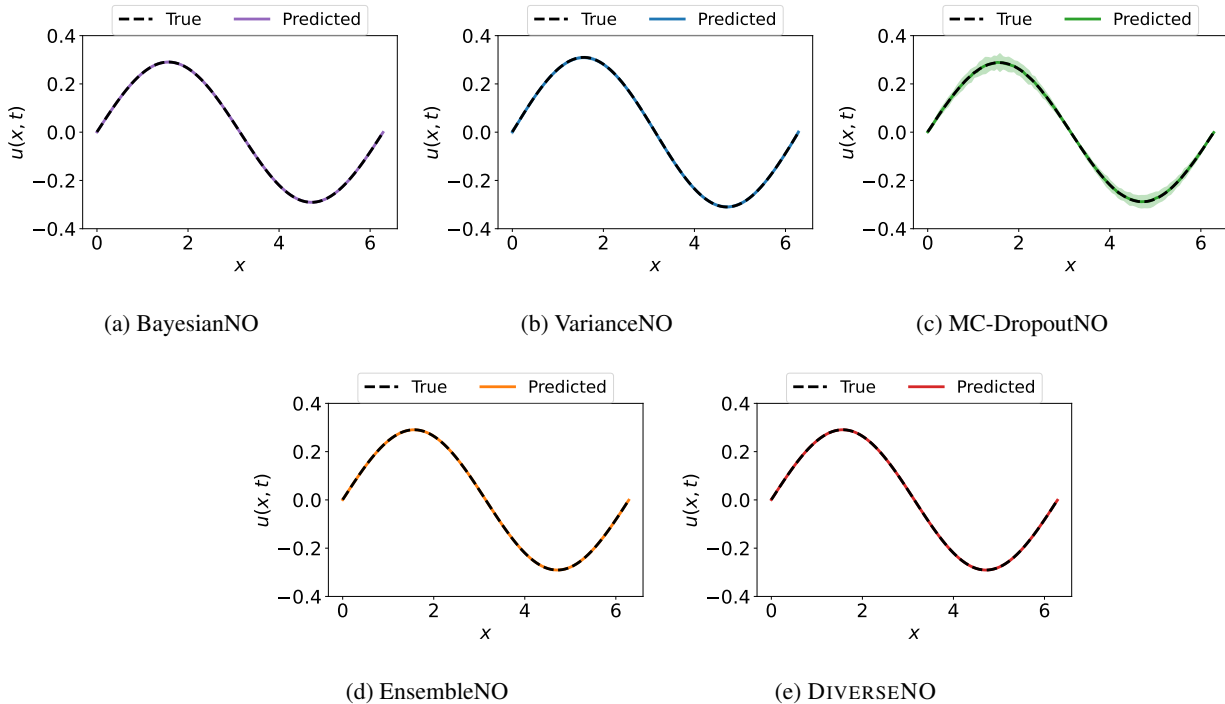 True Predicted
0.4
0.2
0.0
−0.2
−0.4
u(x, t)
0 2 4 6
x
(a) BayesianNO
True Predicted
0.4
0.2
0.0
−0.2
−0.4
u(x, t)
0 2 4 6
x
(b) VarianceNO
True Predicted
0.4
0.2
0.0
−0.2
−0.4
u(x, t)
0 2 4 6
x
(c) MC-DropoutNO
True Predicted
0.4
0.2
0.0
−0.2
−0.4
u(x, t)
0 2 4 6
x
(d) EnsembleNO
True Predicted
0.4
0.2
0.0
−0.2
−0.4
u(x, t)
0 2 4 6
x
(e) DIVERSENO